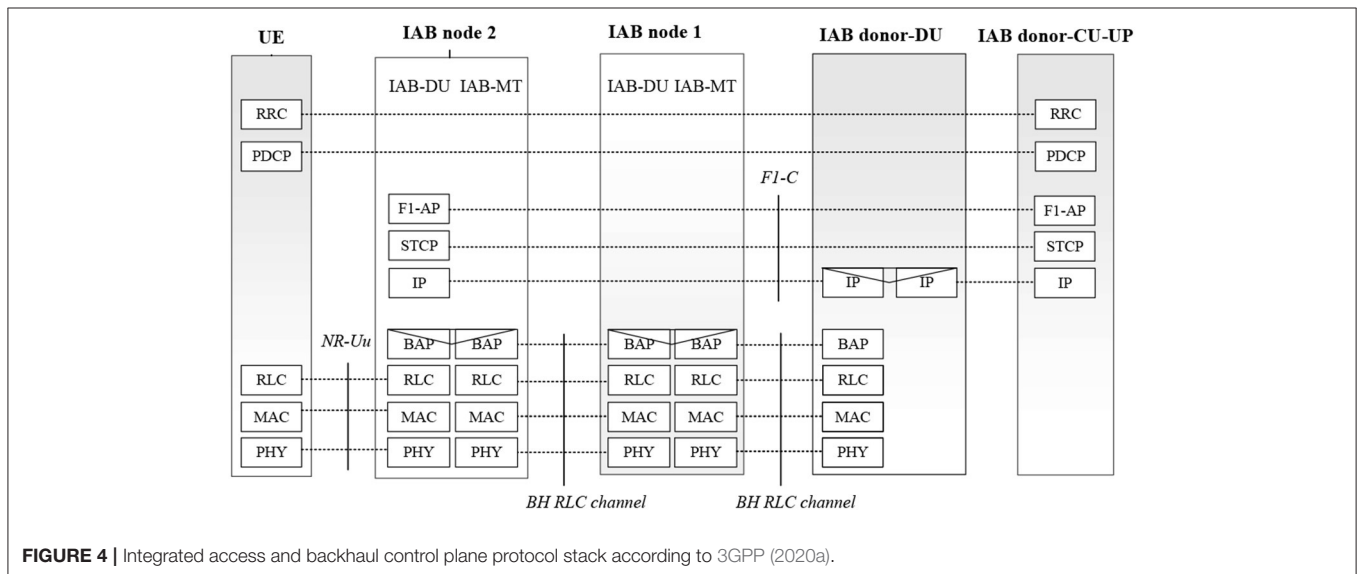 UE IAB node 2 IAB node 1 IAB donor-DU IAB donor-CU-UP
IAB-DU IAB-MT IAB-DU IAB-MT
RRC RRC
PDCP PDCP
F1-C
F1-AP F1-AP
STCP STCP
IP IP IP IP
NR-Uu
BAP BAP BAP BAP BAP
RLC RLC RLC RLC RLC RLC
MAC MAC MAC MAC MAC MAC
PHY PHY PHY PHY PHY PHY
BH RLC channel BH RLC channel
FIGURE 4 | Integrated access and backhaul control plane protocol stack according to 3GPP (2020a).